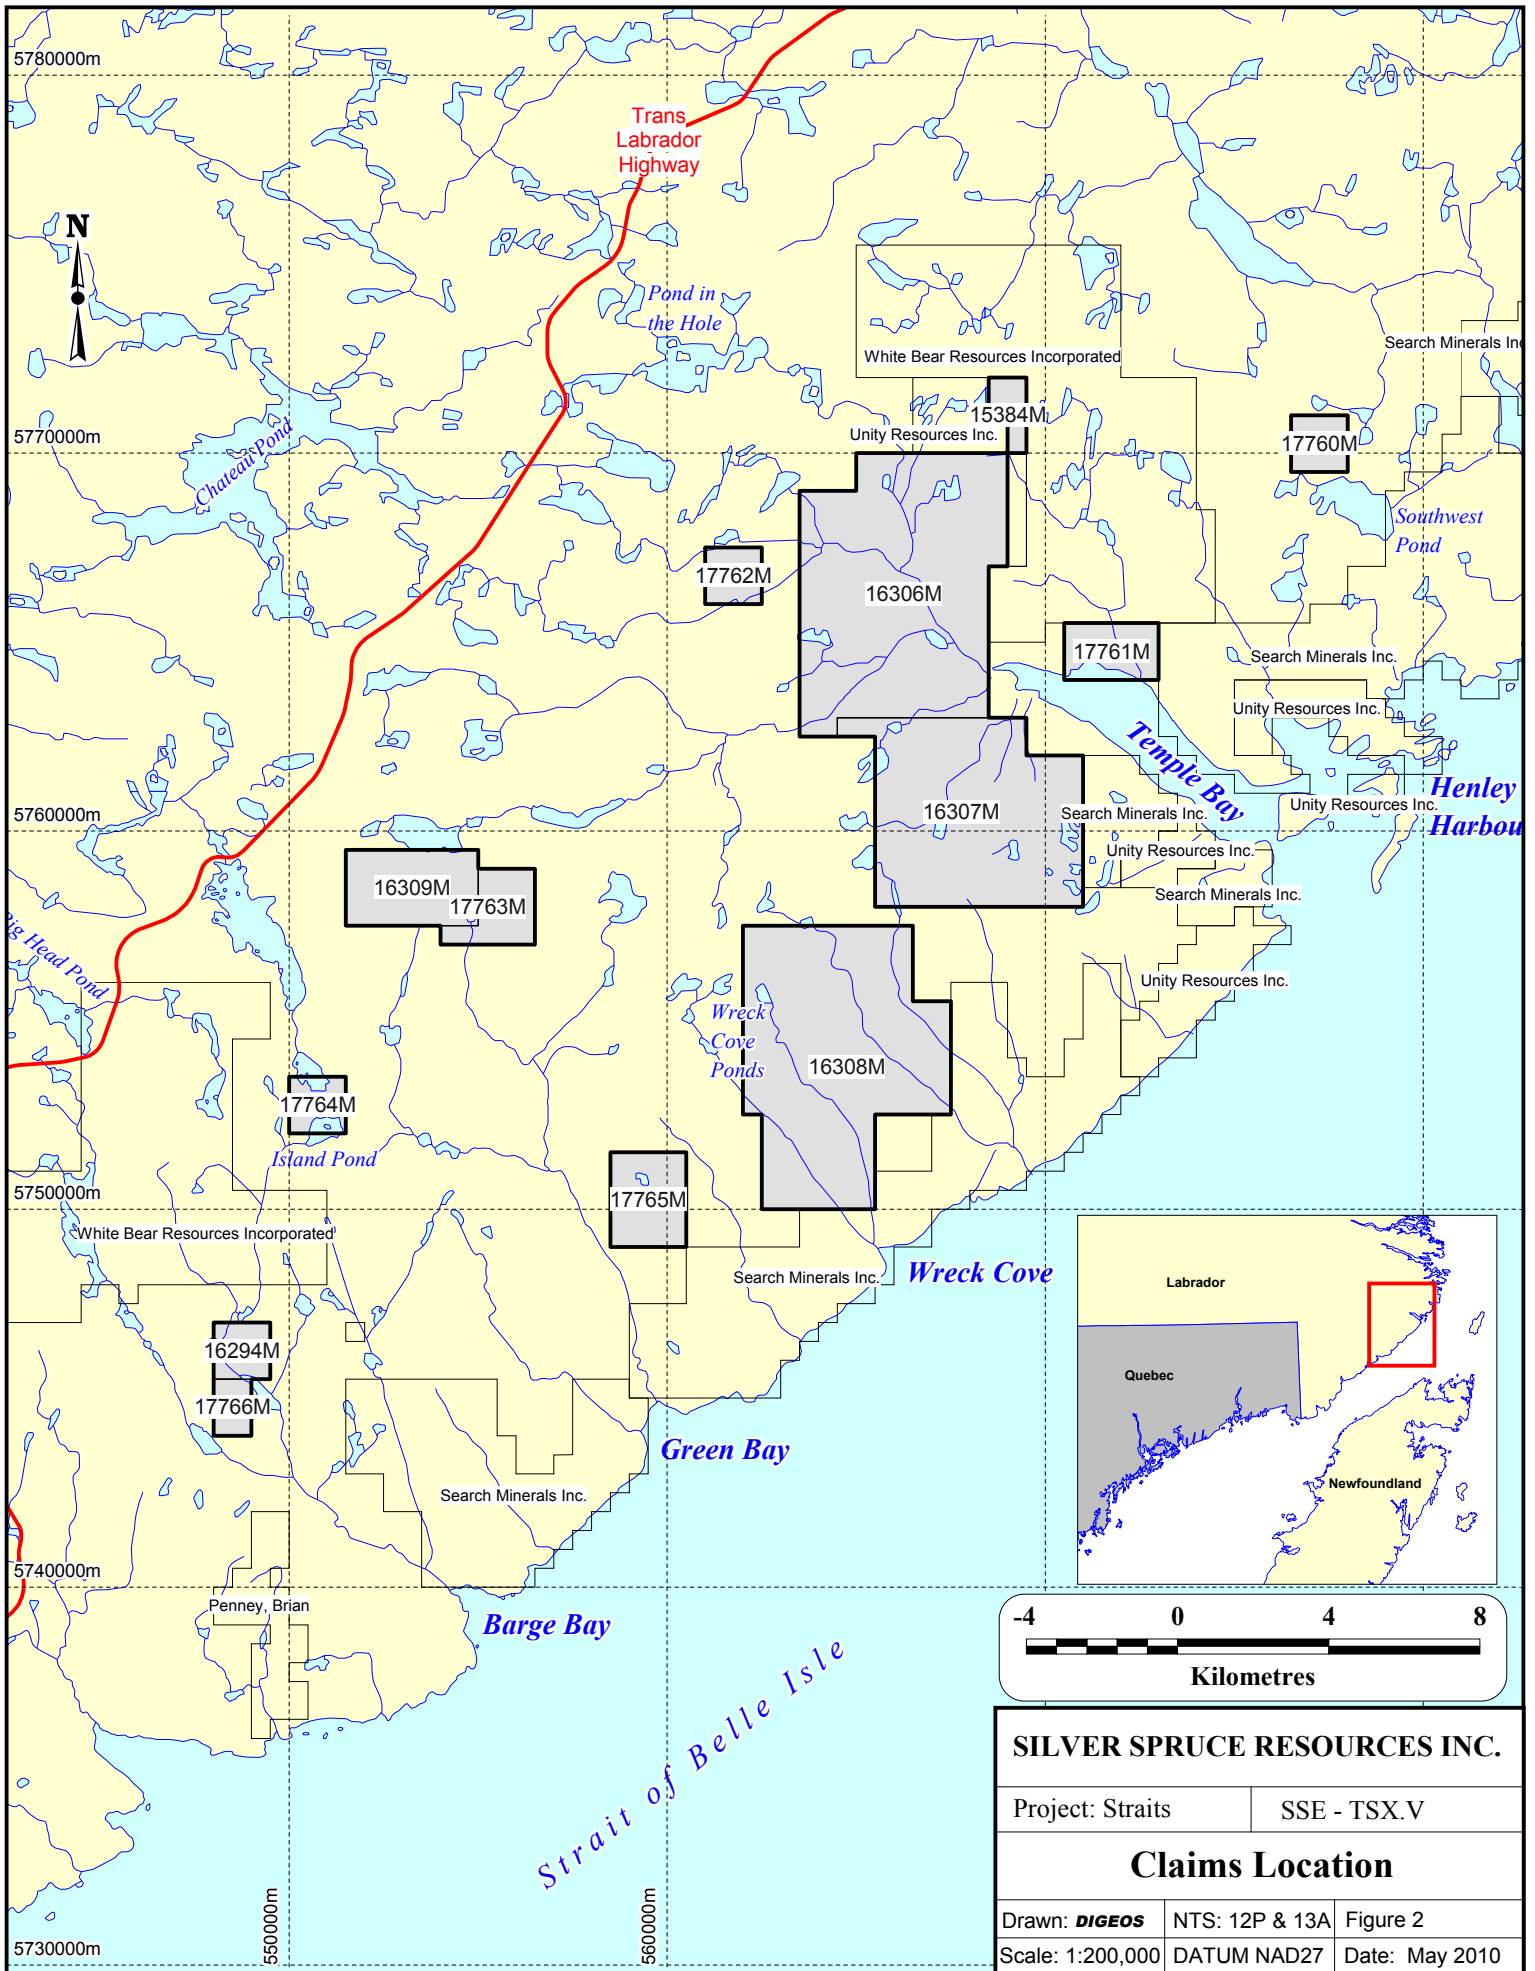 5780000m
Trans
Labrador
Highway
N
Pond in
the Hole
Search Minerals Inc
White Bear Resources Incorporated
15384M
Unity Resources Inc.
17760M
5770000m
Chateau Pond
Southwest
Pond
17762M
16306M
17761M
Search Minerals Inc.
Unity Resources Inc.
Temple Bay
Henley
Harbou
Unity Resources Inc.
16307M
Search Minerals Inc.
5760000m
Unity Resources Inc.
16309M
17763M
Search Minerals Inc.
Big Head Pond
Unity Resources Inc.
Wreck
Cove
Ponds
16308M
17764M
Island Pond
17765M
5750000m
White Bear Resources Incorporated
Search Minerals Inc.
Wreck Cove
16294M
17766M
Green Bay
Search Minerals Inc.
5740000m
Penney, Brian
Barge Bay
Strait of Belle Isle
550000m
560000m
5730000m
Labrador
Quebec
Newfoundland
-4 0 4 8
Kilometres
SILVER SPRUCE RESOURCES INC.
Project: Straits SSE - TSX.V
Claims Location
Drawn: DIGEOS NTS: 12P & 13A Figure 2
Scale: 1:200,000 DATUM NAD27 Date: May 2010